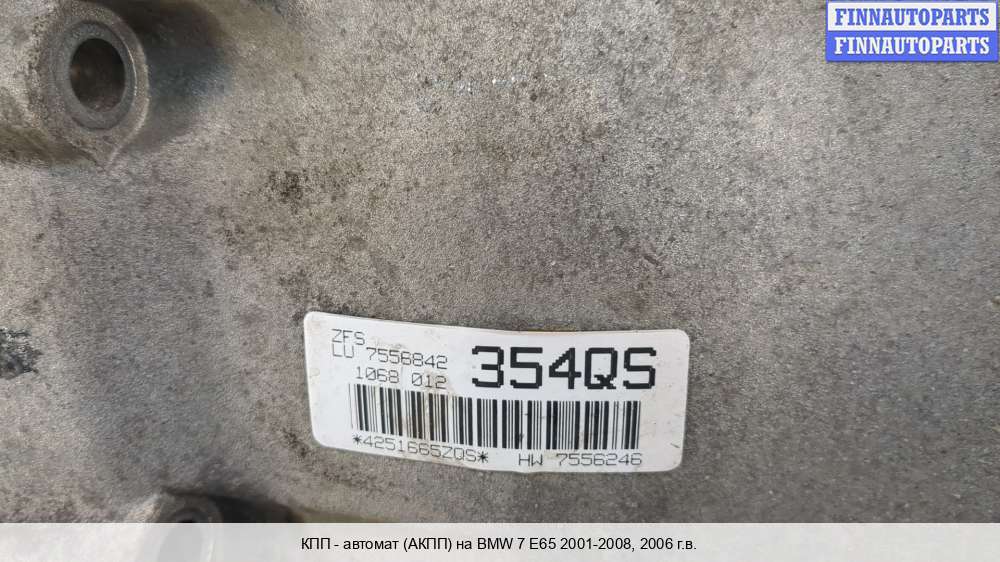 FINNAUTOPARTS
FINNAUTOPARTS
ZFS
LU 7556842
1068 012
354QS
*4251665ZQS* HW 7556246
КПП - автомат (АКПП) на BMW 7 E65 2001-2008, 2006 г.в.